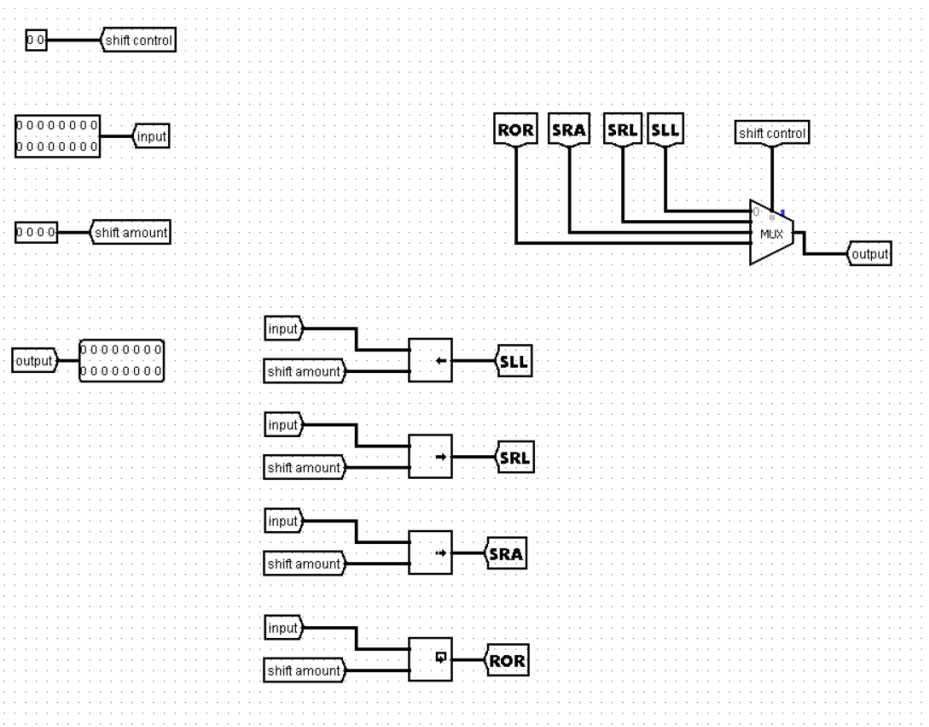 0 0
shift control
0 0 0 0 0 0 0 0
0 0 0 0 0 0 0 0
input
ROR
SRA
SRL
SLL
shift control
0 0 0 0
shift amount
0
MUX
output
output
0 0 0 0 0 0 0 0
0 0 0 0 0 0 0 0
input
shift amount
SLL
input
shift amount
SRL
input
shift amount
SRA
input
shift amount
ROR